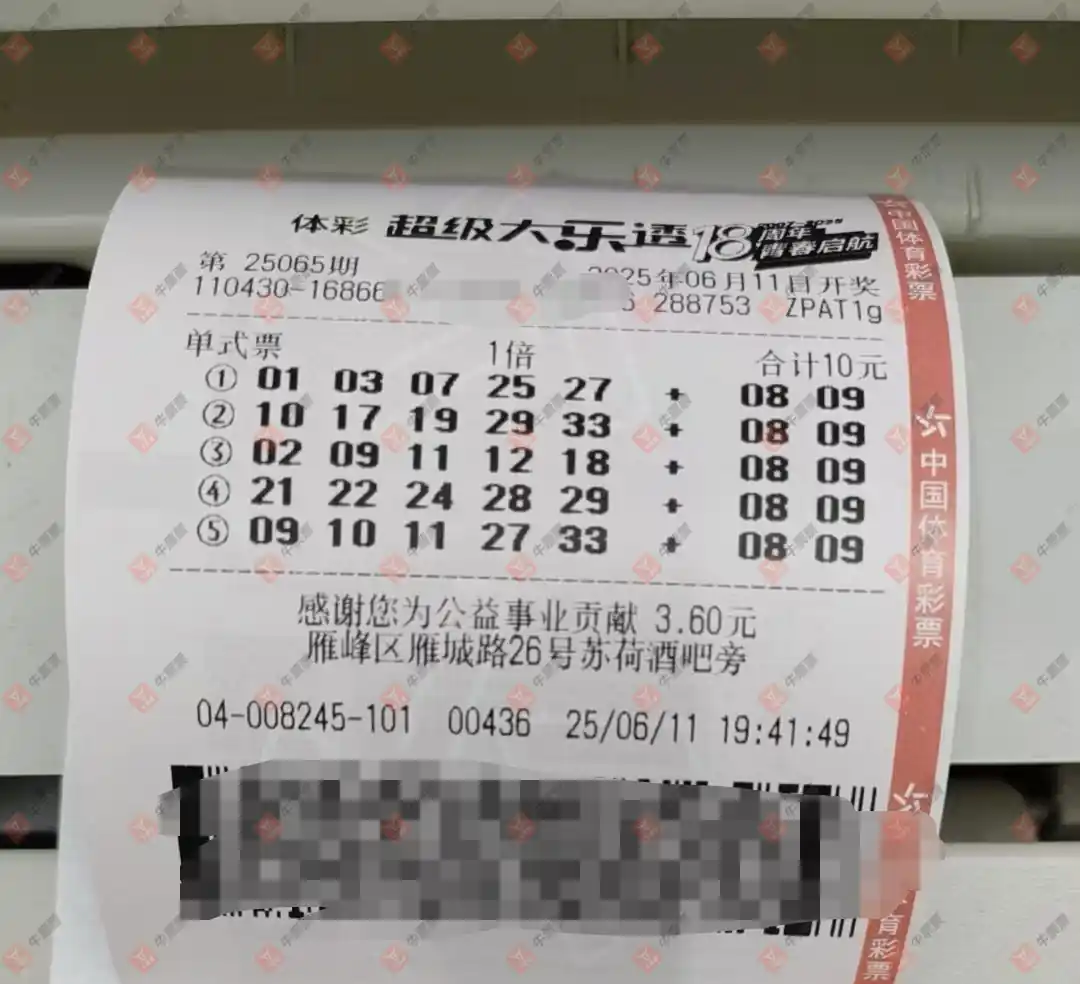 体彩 超级大乐透 18周年 青春启航
第 25065期 2025年06月11日开奖
110430-16866 288753 ZPAT1g
单式票 1倍 合计10元
① 01 03 07 25 27 + 08 09
② 10 17 19 29 33 + 08 09
③ 02 09 11 12 18 + 08 09
④ 21 22 24 28 29 + 08 09
⑤ 09 10 11 27 33 + 08 09
感谢您为公益事业贡献 3.60元
雁峰区雁城路26号苏荷酒吧旁
04-008245-101 00436 25/06/11 19:41:49
中国体育彩票
中国体育彩票
育彩票